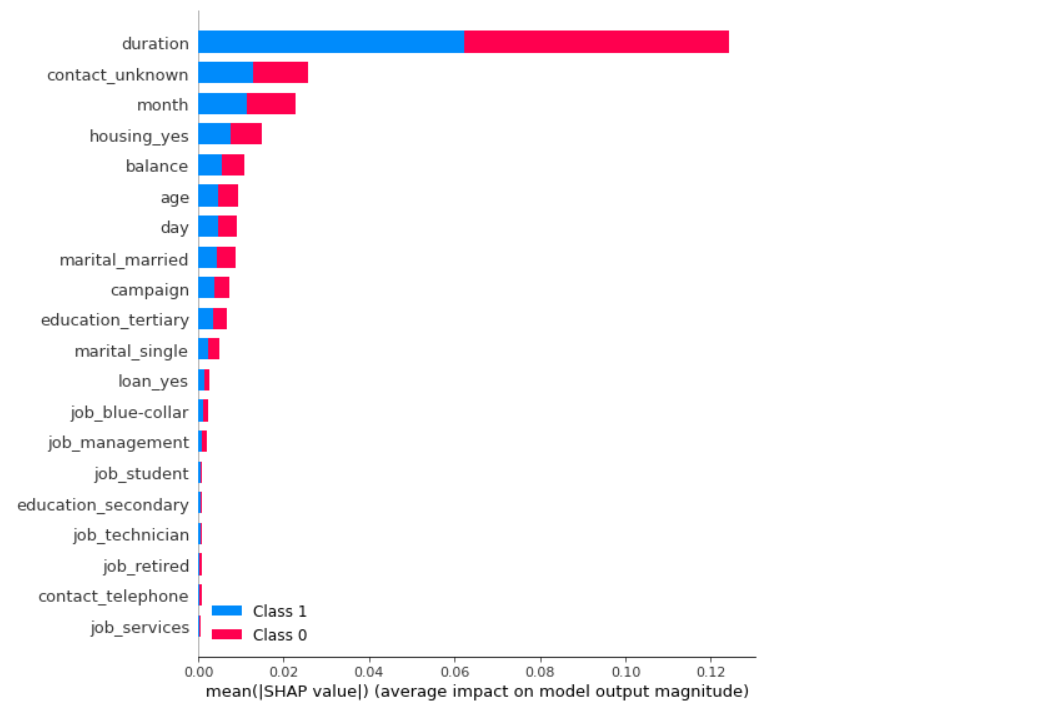 duration
contact_unknown
month
housing_yes
balance
age
day
marital_married
campaign
education_tertiary
marital_single
loan_yes
job_blue-collar
job_management
job_student
education_secondary
job_technician
job_retired
contact_telephone
job_services
Class 1
Class 0
0.00 0.02 0.04 0.06 0.08 0.10 0.12
mean(|SHAP value|) (average impact on model output magnitude)